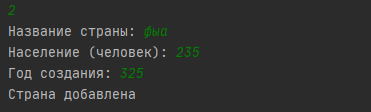 2
Название страны: фыа
Население (человек): 235
Год создания: 325
Страна добавлена